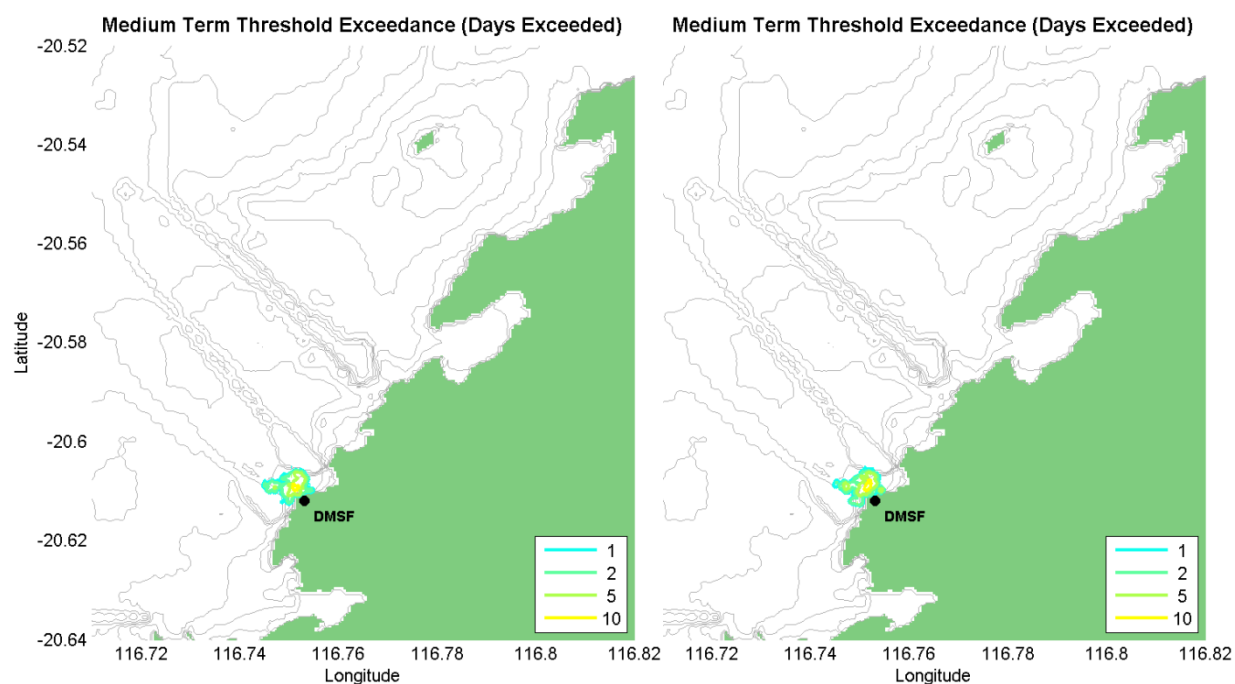 Medium Term Threshold Exceedance (Days Exceeded)
-20.52
-20.54
-20.56
-20.58
-20.6
-20.62
-20.64
Latitude
DMSF
1
2
5
10
116.72 116.74 116.76 116.78 116.8 116.82
Longitude
Medium Term Threshold Exceedance (Days Exceeded)
DMSF
1
2
5
10
116.72 116.74 116.76 116.78 116.8 116.82
Longitude